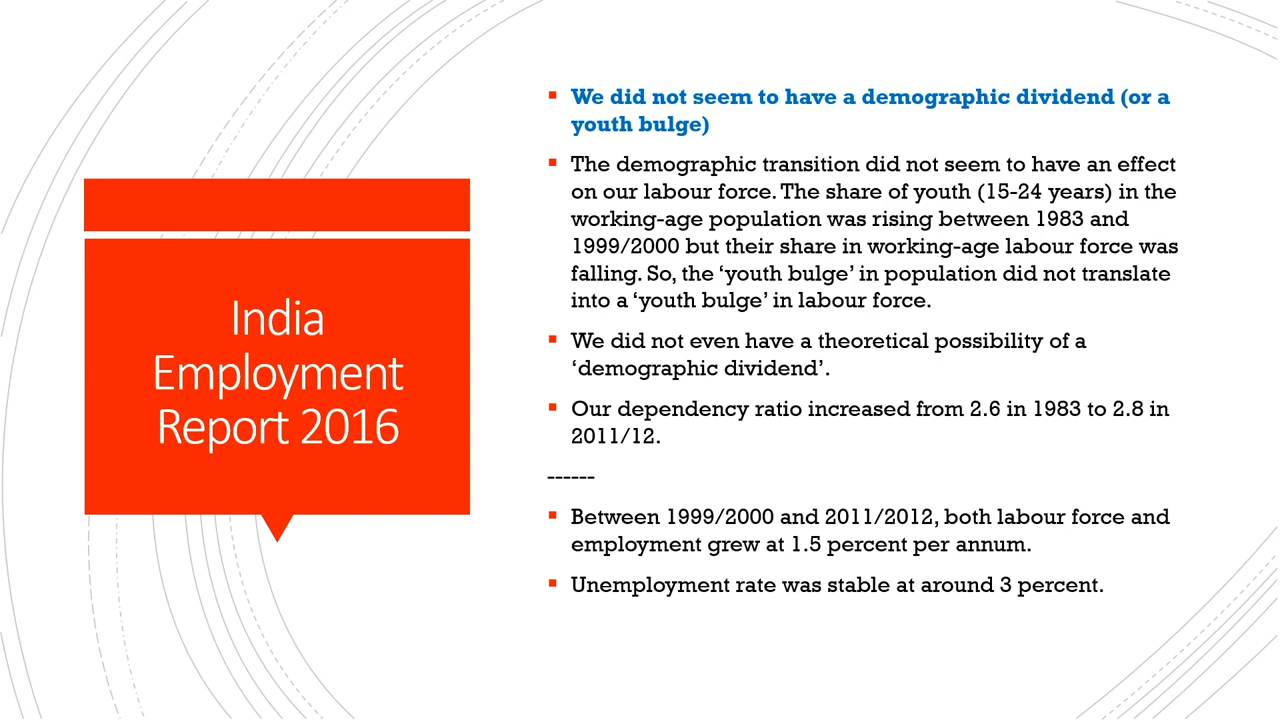 India
Employment
Report 2016
▪ We did not seem to have a demographic dividend (or a
youth bulge)
▪ The demographic transition did not seem to have an effect
on our labour force. The share of youth (15-24 years) in the
working-age population was rising between 1983 and
1999/2000 but their share in working-age labour force was
falling. So, the ‘youth bulge’ in population did not translate
into a ‘youth bulge’ in labour force.
▪ We did not even have a theoretical possibility of a
‘demographic dividend’.
▪ Our dependency ratio increased from 2.6 in 1983 to 2.8 in
2011/12.
------
▪ Between 1999/2000 and 2011/2012, both labour force and
employment grew at 1.5 percent per annum.
▪ Unemployment rate was stable at around 3 percent.